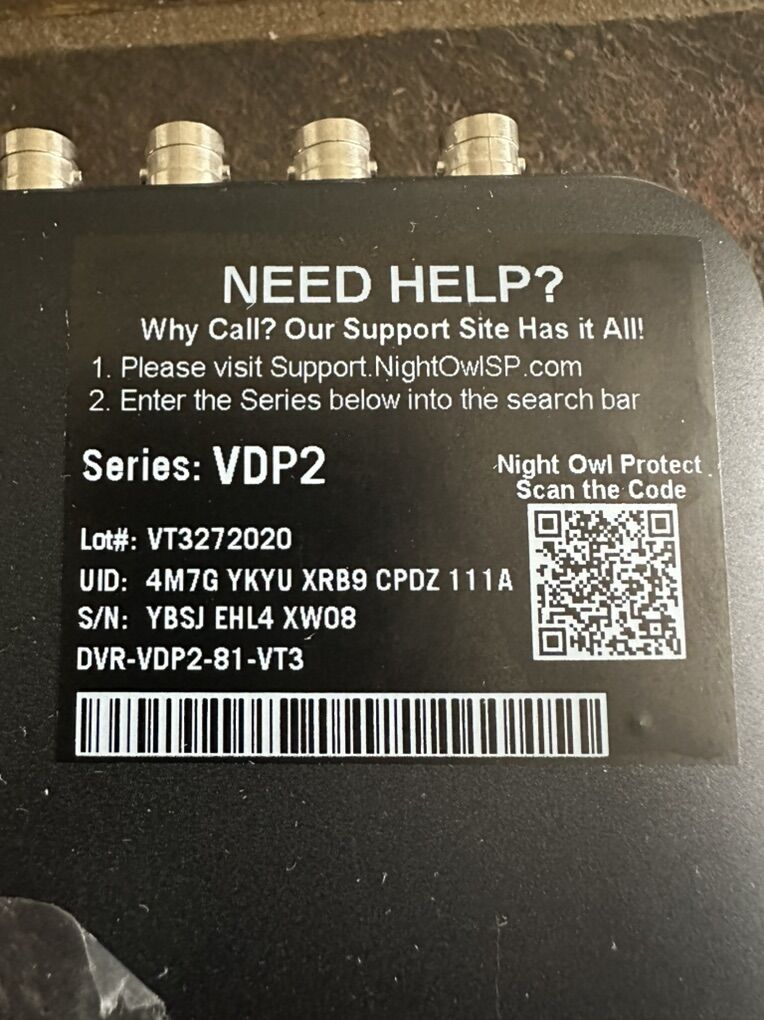 NEED HELP?
Why Call? Our Support Site Has it All!
1. Please visit Support.NightOwlSP.com
2. Enter the Series below into the search bar
Series: VDP2
Night Owl Protect
Scan the Code
Lot#: VT3272020
UID: 4M7G YKYU XRB9 CPDZ 111A
S/N: YBSJ EHL4 XW08
DVR-VDP2-81-VT3